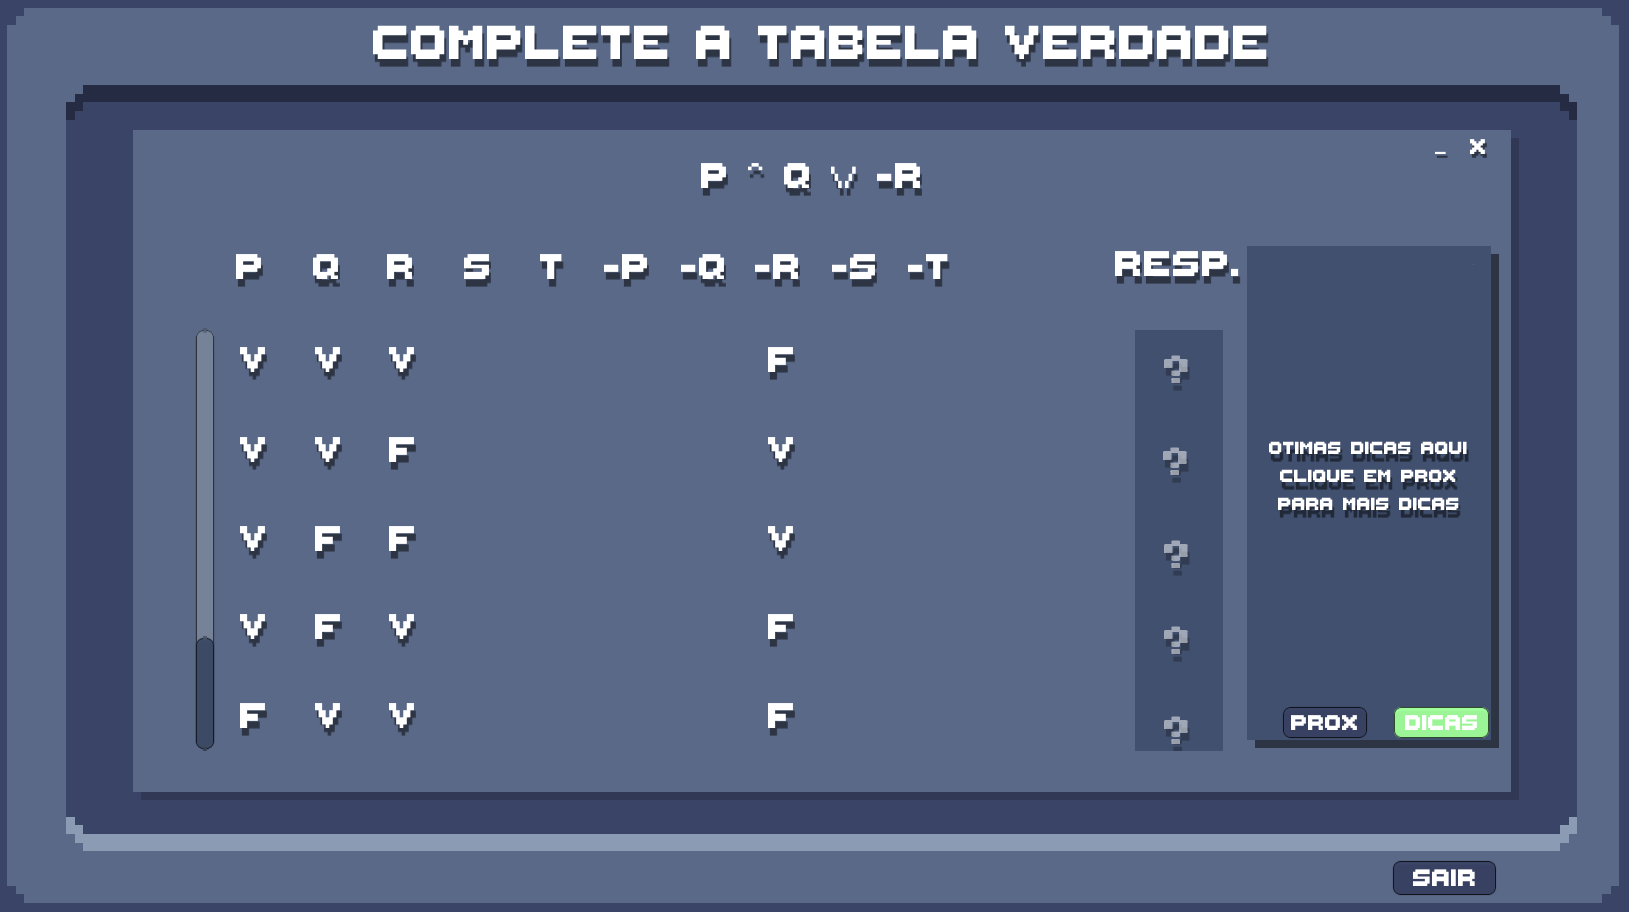 COMPLETE A TABELA VERDADE
_ X
P ^ Q V -R
P Q R S T -P -Q -R -S -T RESP.
V V V F ?
V V F V ?
V F F V ?
V F V F ?
F V V F ?
OTIMAS DICAS AQUI
CLIQUE EM PROX
PARA MAIS DICAS
PROX DICAS
SAIR